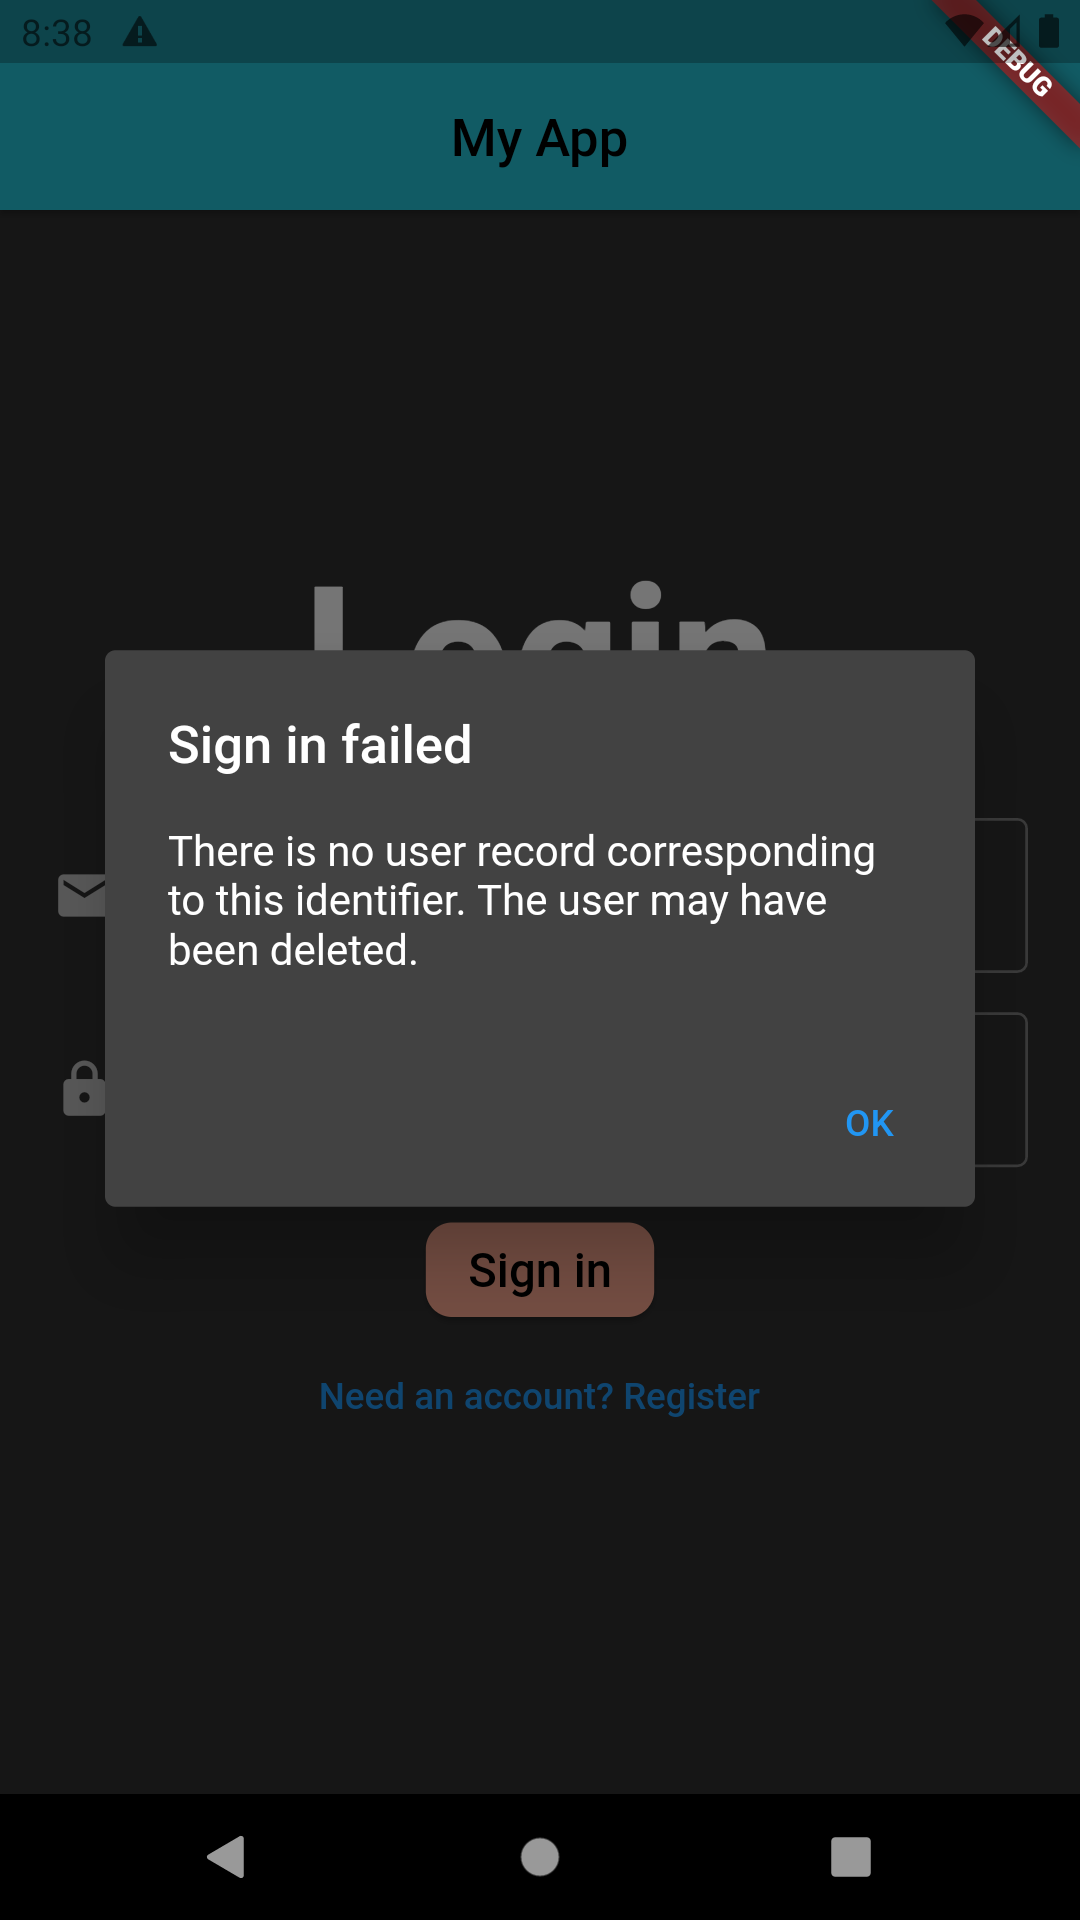 8:38
DEBUG
My App
Login
Sign in failed
There is no user record corresponding
to this identifier. The user may have
been deleted.
OK
Sign in
Need an account? Register